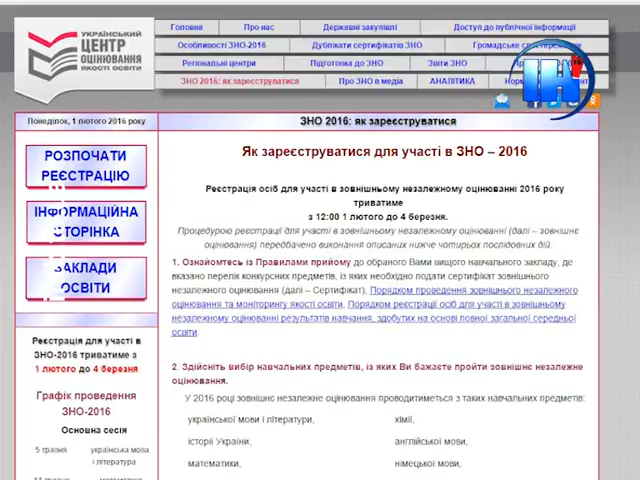 УКРАЇНСЬКИЙ
ЦЕНТР
ОЦІНЮВАННЯ
ЯКОСТІ ОСВІТИ
Головна Про нас Державні закупівлі Доступ до публічної інформації
Особливості ЗНО-2016 Дублікати сертифікатів ЗНО Громадське
Регіональні центри Підготовка до ЗНО Звіти ЗНО
ЗНО 2016: як зареєструватися Про ЗНО в медіа АНАЛІТИКА
Понеділок, 1 лютого 2016 року
ЗНО 2016: як зареєструватися
РОЗПОЧАТИ
РЕЄСТРАЦІЮ
ІНФОРМАЦІЙНА
СТОРІНКА
ЗАКЛАДИ
ОСВІТИ
Реєстрація для участі в
ЗНО-2016 триватиме з
1 лютого до 4 березня
Графік проведення
ЗНО-2016
Основна сесія
5 травня українська мова
і література
Як зареєструватися для участі в ЗНО – 2016
Реєстрація осіб для участі в зовнішньому незалежному оцінюванні 2016 року
триватиме
з 12:00 1 лютого до 4 березня.
Процедурою реєстрації для участі в зовнішньому незалежному оцінюванні (далі – зовнішнє
оцінювання) передбачено виконання описаних нижче чотирьох послідовних дій.
1. Ознайомтесь із Правилами прийому до обраного Вами вищого навчального закладу, де
вказано перелік конкурсних предметів, із яких необхідно подати сертифікат зовнішнього
незалежного оцінювання (далі – Сертифікат), Порядком проведення зовнішнього незалежного
оцінювання та моніторингу якості освіти, Порядком реєстрації осіб для участі в зовнішньому
незалежному оцінюванні результатів навчання, здобутих на основі повної загальної середньої
освіти.
2. Здійсніть вибір навчальних предметів, із яких Ви бажаєте пройти зовнішнє незалежне
оцінювання.
У 2016 році зовнішнє незалежне оцінювання проводитиметься з таких навчальних предметів:
української мови і літератури, хімії,
історії України, англійської мови,
математики, німецької мови,